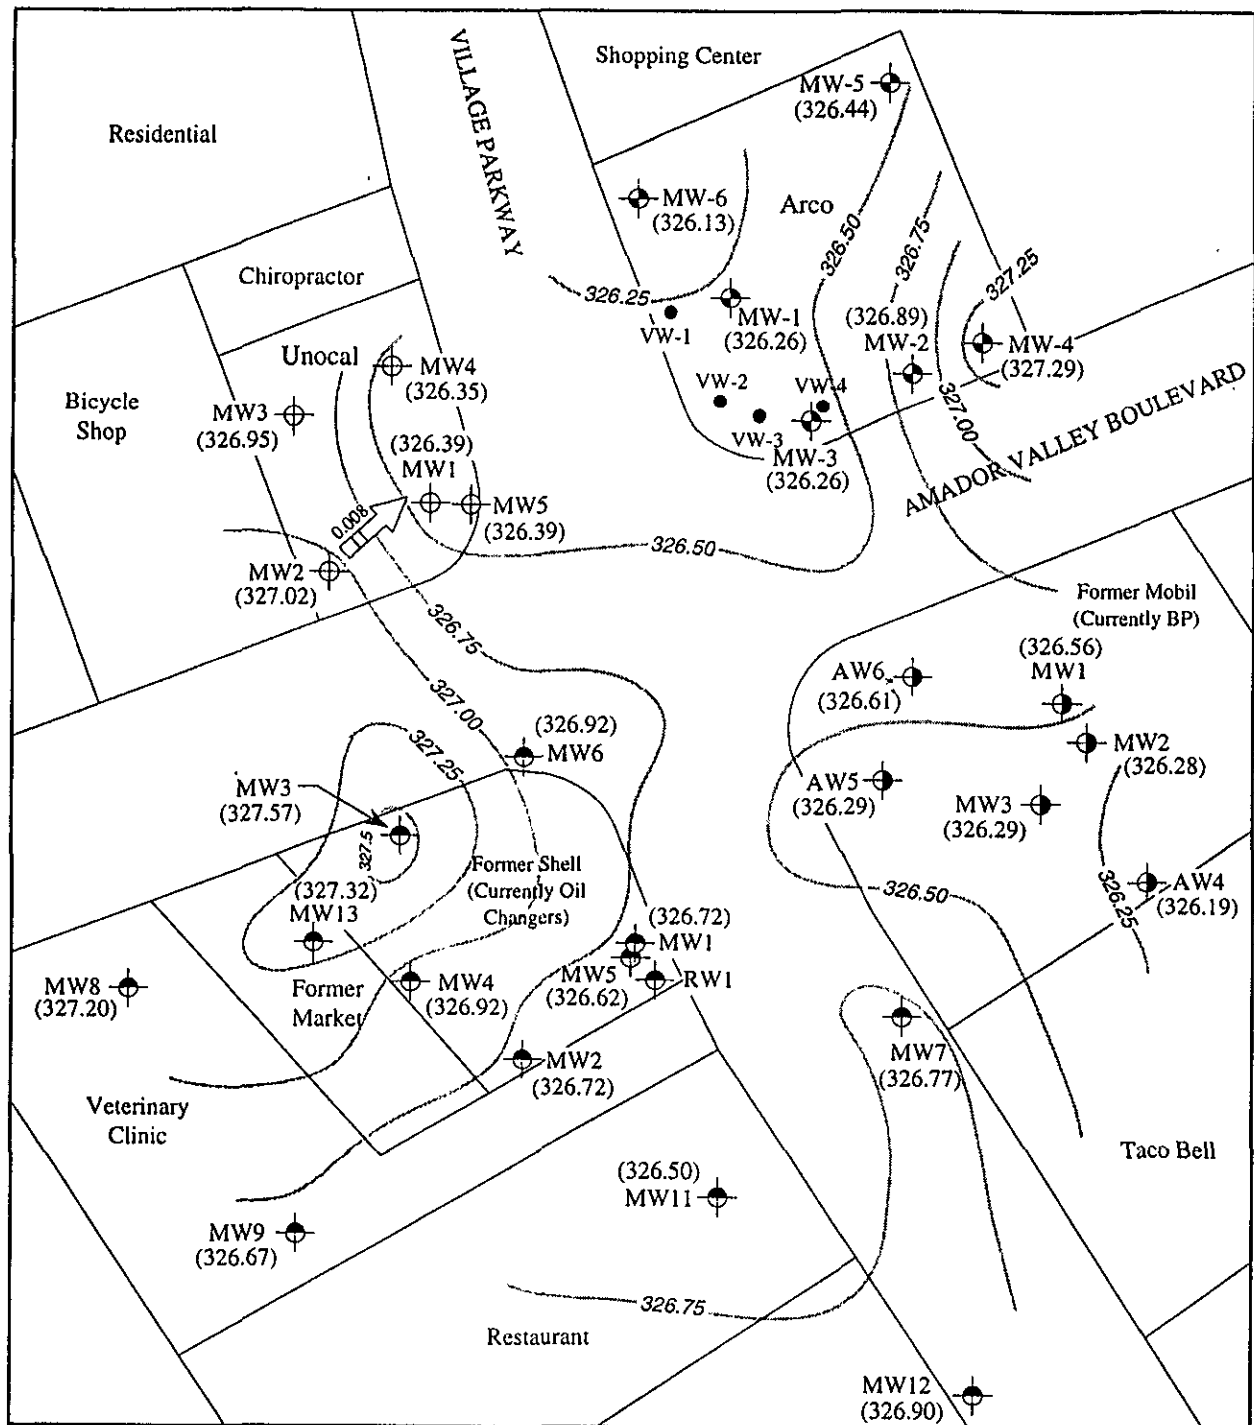 Shopping Center
VILLAGE PARKWAY
MW-5
(326.44)
Residential
MW-6
(326.13)
Arco
326.50
326.75
Chiropractor
326.25
327.25
VW-1
MW-1
(326.26)
(326.89)
MW-2
MW-4
(327.29)
Unocal
MW4
(326.35)
Bicycle
Shop
MW3
(326.95)
VW-2
VW-4
VW-3
MW-3
(326.26)
327.00
AMADOR VALLEY BOULEVARD
(326.39)
MW1
MW5
(326.39)
0.008
326.50
MW2
(327.02)
326.75
Former Mobil
(Currently BP)
(326.56)
MW1
AW6
(326.61)
327.00
(326.92)
MW6
327.25
MW2
(326.28)
MW3
(327.57)
AW5
(326.29)
MW3
(326.29)
327.5
Former Shell
(Currently Oil
Changers)
326.50
326.25
AW4
(326.19)
(327.32)
MW13
(326.72)
MW1
MW5
(326.62)
RW1
MW8
(327.20)
Former
Market
MW4
(326.92)
MW2
(326.72)
MW7
(326.77)
Veterinary
Clinic
Taco Bell
(326.50)
MW11
MW9
(326.67)
326.75
Restaurant
MW12
(326.90)